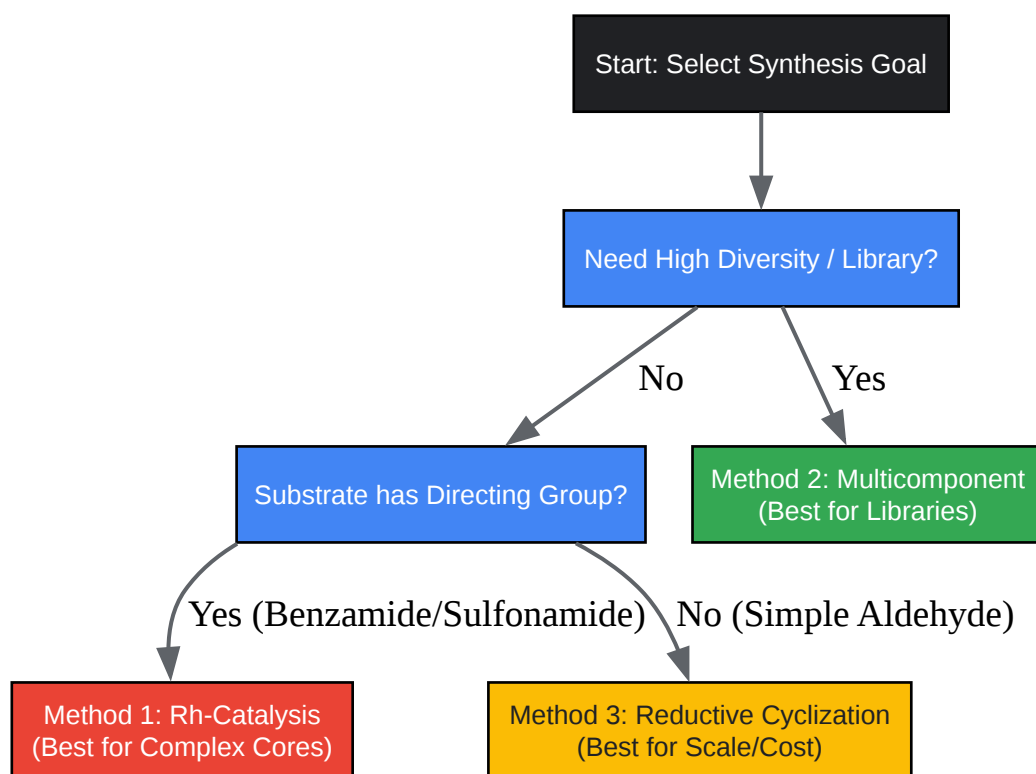 Start: Select Synthesis Goal
Need High Diversity / Library?
No
Yes
Substrate has Directing Group?
Method 2: Multicomponent
(Best for Libraries)
Yes (Benzamide/Sulfonamide)
No (Simple Aldehyde)
Method 1: Rh-Catalysis
(Best for Complex Cores)
Method 3: Reductive Cyclization
(Best for Scale/Cost)